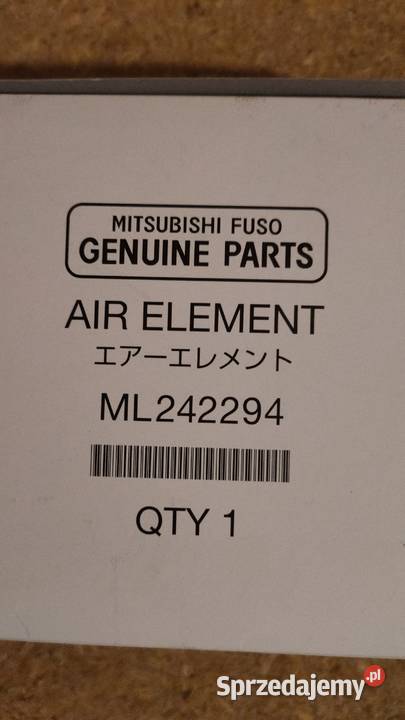 MITSUBISHI FUSO
GENUINE PARTS
AIR ELEMENT
エアーエレメント
ML242294
QTY 1
Sprzedajemy.pl